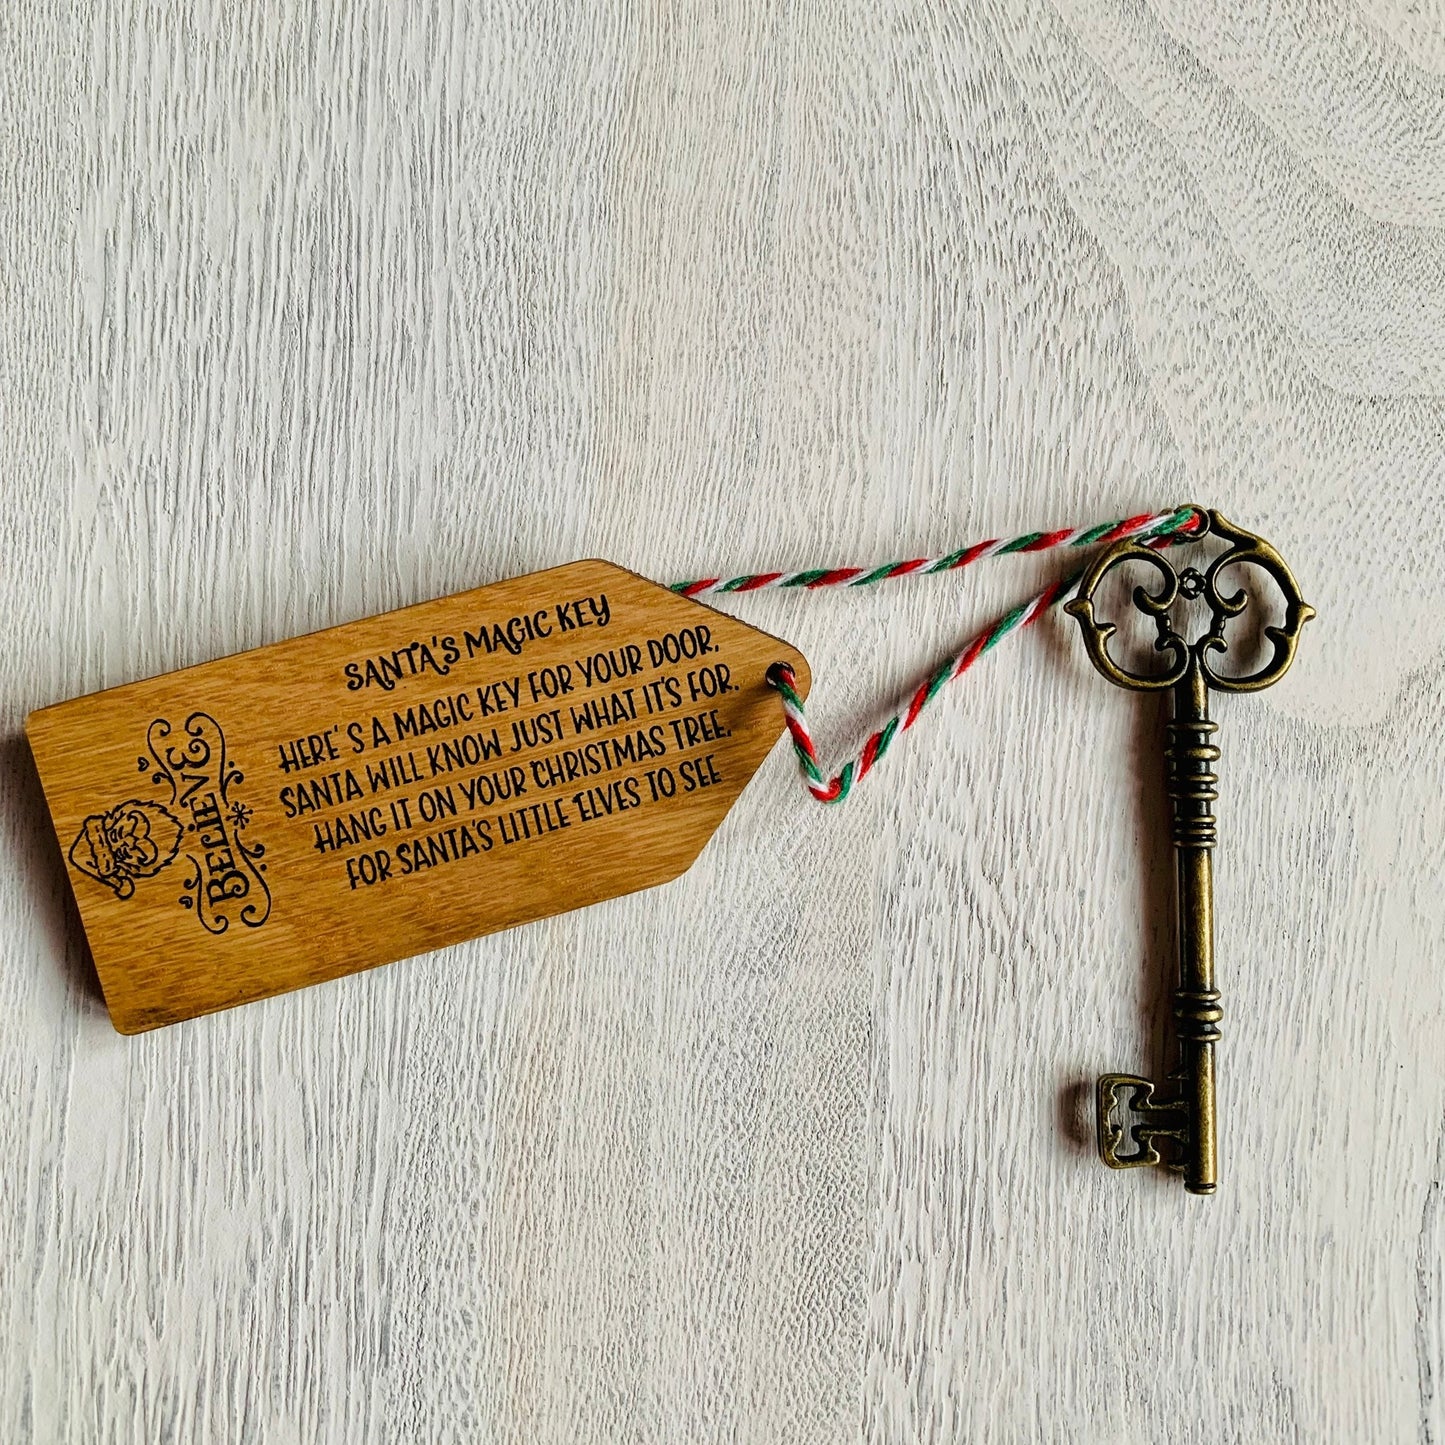 SANTA'S MAGIC KEY
HERE'S A MAGIC KEY FOR YOUR DOOR,
SANTA WILL KNOW JUST WHAT IT'S FOR.
HANG IT ON YOUR CHRISTMAS TREE,
FOR SANTA'S LITTLE ELVES TO SEE
BELIEVE